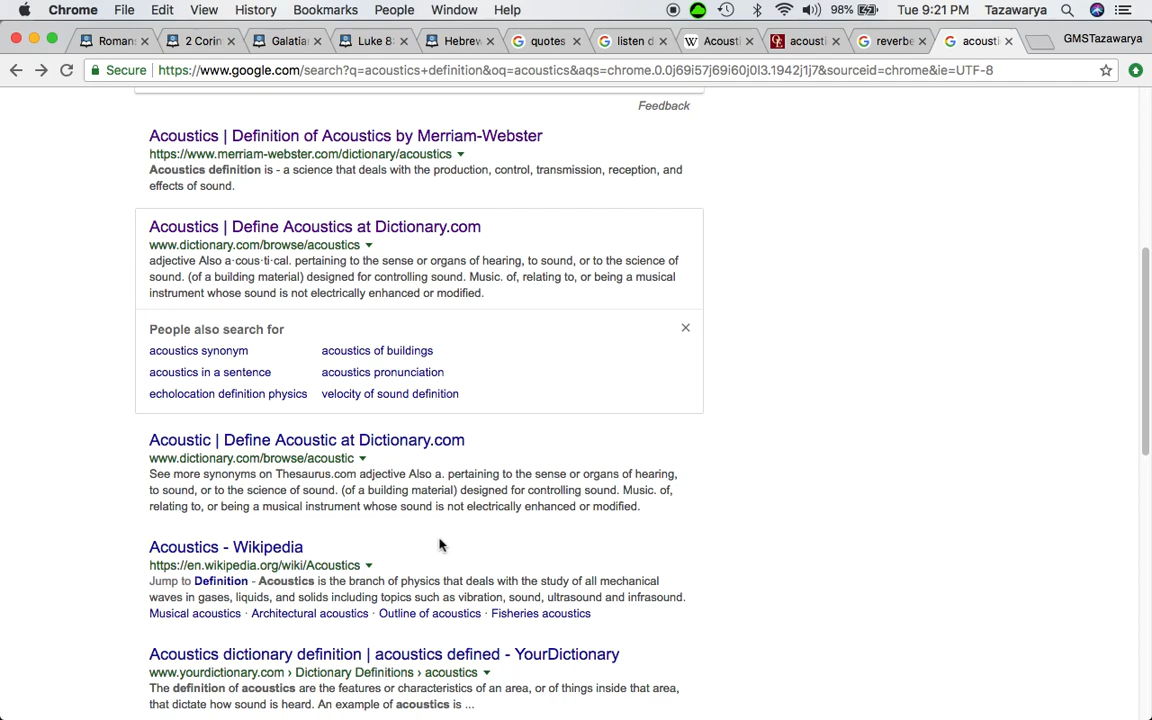 Chrome File Edit View History Bookmarks People Window Help 98% Tue 9:21 PM Tazawarya
Roman 2 Corin Galatia Luke 8 Hebrew quotes listen d Acousti acousti reverbe acousti GMSTazawarya
Secure https://www.google.com/search?q=acoustics+definition&oq=acoustics&aqs=chrome.0.0j69i57j69i60j0l3.1942j1j7&sourceid=chrome&ie=UTF-8
Feedback
Acoustics | Definition of Acoustics by Merriam-Webster
https://www.merriam-webster.com/dictionary/acoustics
Acoustics definition is - a science that deals with the production, control, transmission, reception, and
effects of sound.
Acoustics | Define Acoustics at Dictionary.com
www.dictionary.com/browse/acoustics
adjective Also a·cous·ti·cal. pertaining to the sense or organs of hearing, to sound, or to the science of
sound. (of a building material) designed for controlling sound. Music. of, relating to, or being a musical
instrument whose sound is not electrically enhanced or modified.
People also search for
acoustics synonym acoustics of buildings
acoustics in a sentence acoustics pronunciation
echolocation definition physics velocity of sound definition
Acoustic | Define Acoustic at Dictionary.com
www.dictionary.com/browse/acoustic
See more synonyms on Thesaurus.com adjective Also a. pertaining to the sense or organs of hearing,
to sound, or to the science of sound. (of a building material) designed for controlling sound. Music. of,
relating to, or being a musical instrument whose sound is not electrically enhanced or modified.
Acoustics - Wikipedia
https://en.wikipedia.org/wiki/Acoustics
Jump to Definition - Acoustics is the branch of physics that deals with the study of all mechanical
waves in gases, liquids, and solids including topics such as vibration, sound, ultrasound and infrasound.
Musical acoustics · Architectural acoustics · Outline of acoustics · Fisheries acoustics
Acoustics dictionary definition | acoustics defined - YourDictionary
www.yourdictionary.com › Dictionary Definitions › acoustics
The definition of acoustics are the features or characteristics of an area, or of things inside that area,
that dictate how sound is heard. An example of acoustics is ...